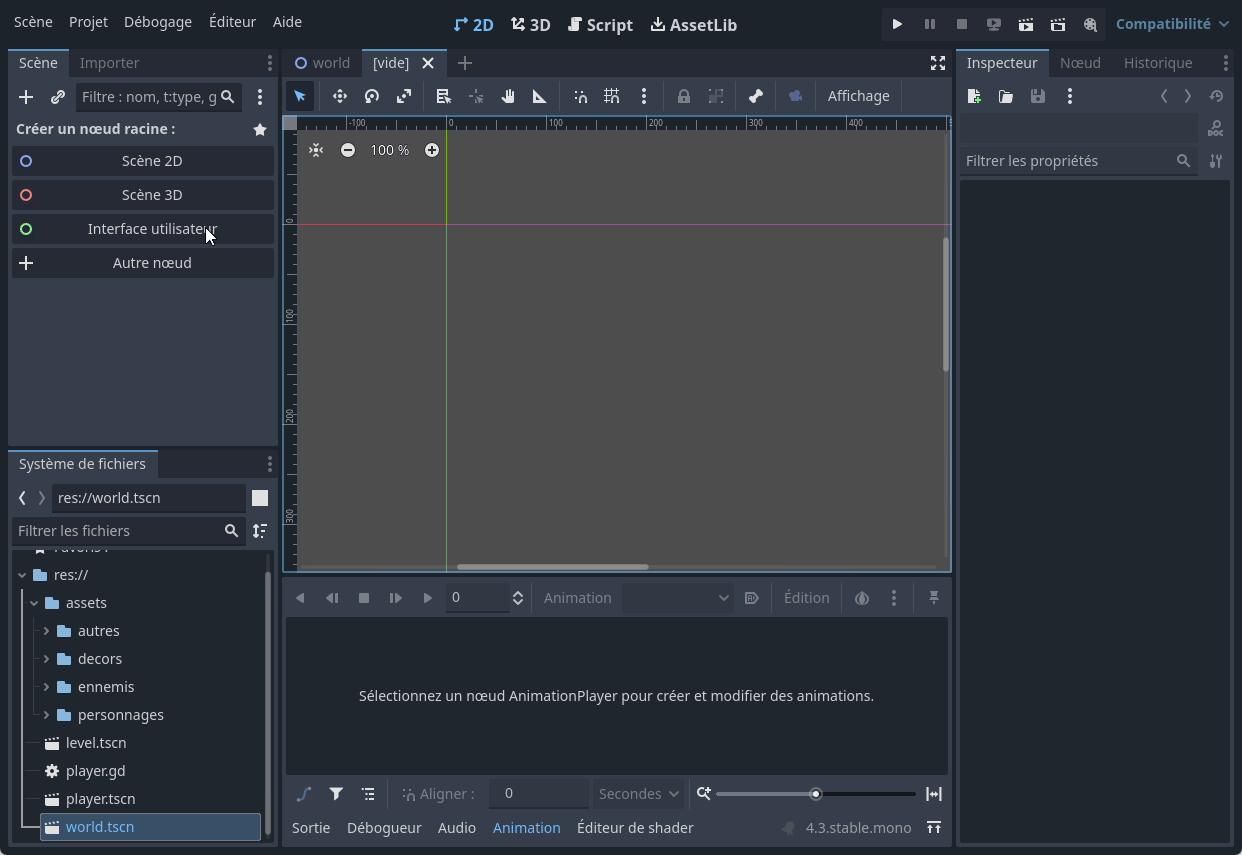 Scène Projet Débogage Éditeur Aide 2D 3D Script AssetLib Compatibilité
Scène Importer
world [vide]
Inspecteur Nœud Historique
Filtre : nom, t:type, g
Affichage
Créer un nœud racine :
Scène 2D
Scène 3D
Interface utilisateur
Autre nœud
-100 0 100 200 300 400
100 %
0
100
200
300
DOC
Filtrer les propriétés
Système de fichiers
res://world.tscn
Filtrer les fichiers
res://
assets
autres
decors
ennemis
personnages
level.tscn
player.gd
player.tscn
world.tscn
0 Animation Édition
Sélectionnez un nœud AnimationPlayer pour créer et modifier des animations.
Aligner : 0 Secondes
Sortie Débogueur Audio Animation Éditeur de shader 4.3.stable.mono